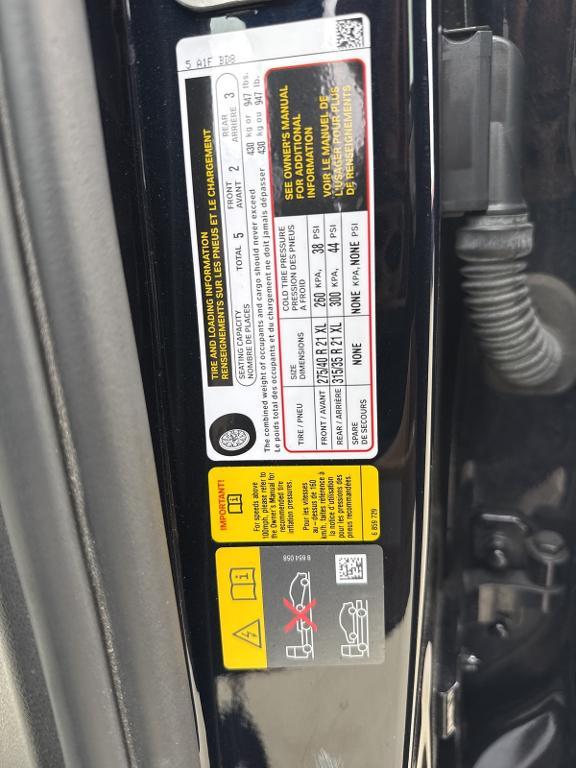 5 A1F BD8
TIRE AND LOADING INFORMATION
RENSEIGNEMENTS SUR LES PNEUS ET LE CHARGEMENT
SEATING CAPACITY
NOMBRE DE PLACES
TOTAL 5
FRONT
AVANT 2
REAR
ARRIÈRE 3
The combined weight of occupants and cargo should never exceed 430 kg or 947 lbs.
Le poids total des occupants et du chargement ne doit jamais dépasser 430 kg ou 947 lb.
TIRE / PNEU
SIZE
DIMENSIONS
COLD TIRE PRESSURE
PRESSION DES PNEUS
A FROID
FRONT / AVANT 275/40 R 21 XL 260 KPA, 38 PSI
REAR / ARRIÈRE 315/35 R 21 XL 300 KPA, 44 PSI
SPARE
DE SECOURS
NONE NONE KPA, NONE PSI
SEE OWNER'S MANUAL
FOR ADDITIONAL
INFORMATION
VOIR LE MANUEL DE
L'USAGER POUR PLUS
DE RENSEIGNEMENTS
IMPORTANT!
For speeds above
100mph, please refer to
the Owner's Manual for
recommended tire
inflation pressures.
Pour les vitesses
au - dessus de 160
km/h, faites référence à
la notice d'utilisation
pour les pressions des
pneus recommandées.
6 859 729
8 654 058